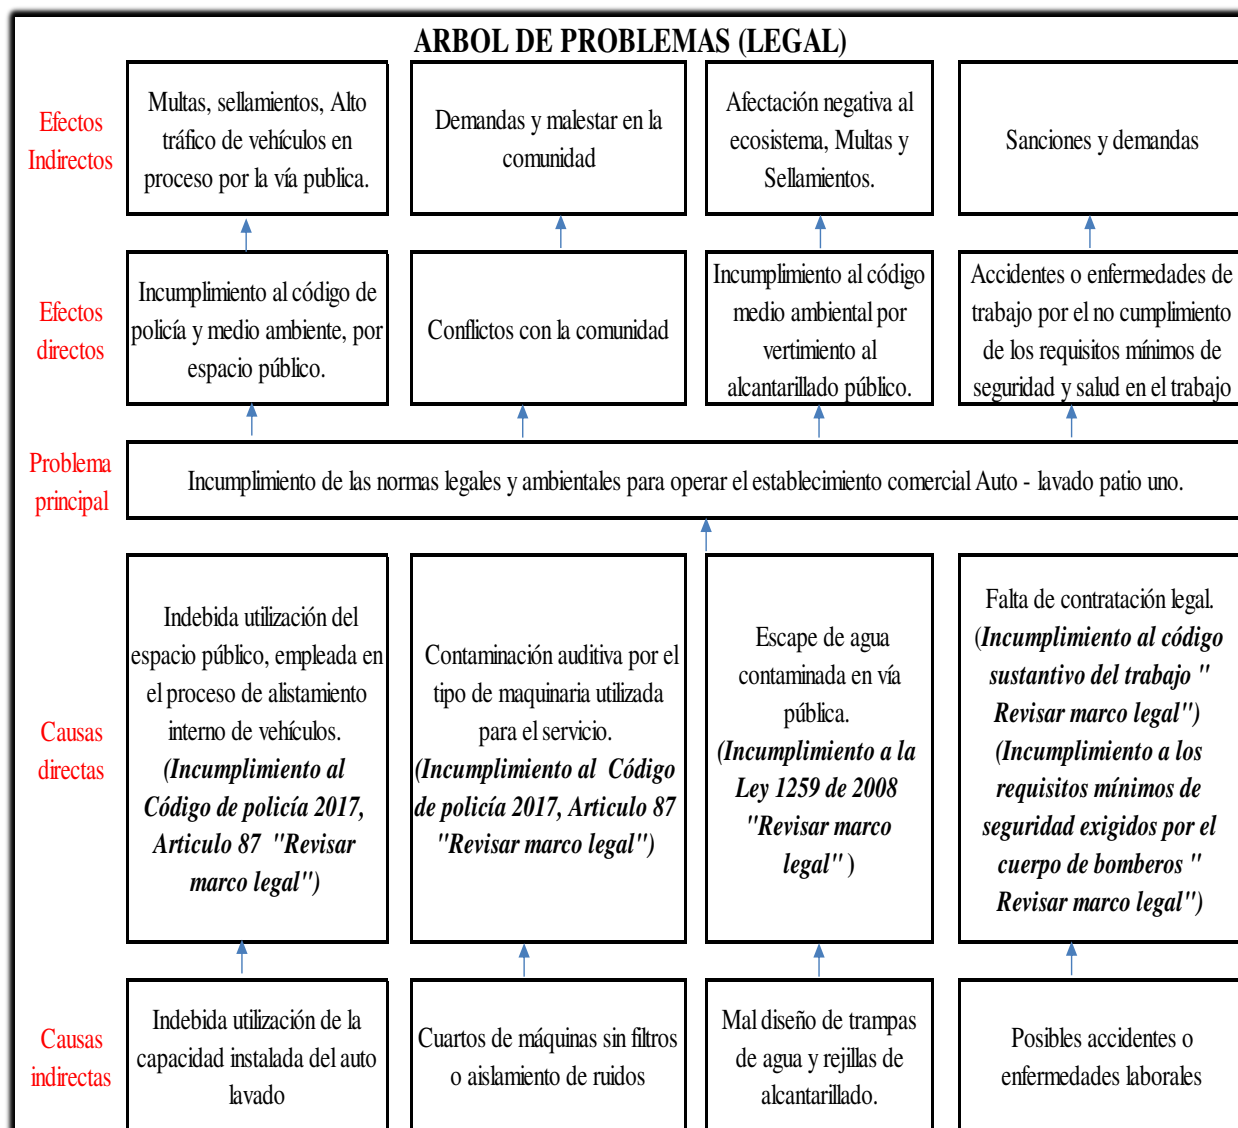 ARBOL DE PROBLEMAS (LEGAL)
Efectos
Indirectos
Multas, sellamientos, Alto
tráfico de vehículos en
proceso por la vía publica.
Demandas y malestar en la
comunidad
Afectación negativa al
ecosistema, Multas y
Sellamientos.
Sanciones y demandas
Efectos
directos
Incumplimiento al código de
policía y medio ambiente, por
espacio público.
Conflictos con la comunidad
Incumplimiento al código
medio ambiental por
vertimiento al
alcantarillado público.
Accidentes o enfermedades de
trabajo por el no cumplimiento
de los requisitos mínimos de
seguridad y salud en el trabajo
Problema
principal
Incumplimiento de las normas legales y ambientales para operar el establecimiento comercial Auto - lavado patio uno.
Causas
directas
Indebida utilización del
espacio público, empleada en
el proceso de alistamiento
interno de vehículos.
(Incumplimiento al
Código de policía 2017,
Articulo 87 "Revisar
marco legal")
Contaminación auditiva por el
tipo de maquinaria utilizada
para el servicio.
(Incumplimiento al Código
de policía 2017, Articulo 87
"Revisar marco legal")
Escape de agua
contaminada en vía
pública.
(Incumplimiento a la
Ley 1259 de 2008
"Revisar marco
legal" )
Falta de contratación legal.
(Incumplimiento al código
sustantivo del trabajo "
Revisar marco legal")
(Incumplimiento a los
requisitos mínimos de
seguridad exigidos por el
cuerpo de bomberos "
Revisar marco legal")
Causas
indirectas
Indebida utilización de la
capacidad instalada del auto
lavado
Cuartos de máquinas sin filtros
o aislamiento de ruidos
Mal diseño de trampas
de agua y rejillas de
alcantarillado.
Posibles accidentes o
enfermedades laborales